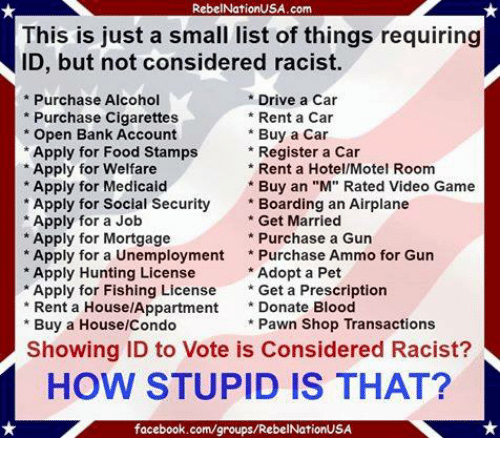 RebelNationUSA.com
This is just a small list of things requiring
ID, but not considered racist.
* Purchase Alcohol
* Purchase Cigarettes
* Open Bank Account
* Apply for Food Stamps
* Apply for Welfare
* Apply for Medicaid
* Apply for Social Security
* Apply for a Job
* Apply for Mortgage
* Apply for a Unemployment
* Apply Hunting License
* Apply for Fishing License
* Rent a House/Appartment
* Buy a House/Condo
* Drive a Car
* Rent a Car
* Buy a Car
* Register a Car
* Rent a Hotel/Motel Room
* Buy an "M" Rated Video Game
* Boarding an Airplane
* Get Married
* Purchase a Gun
* Purchase Ammo for Gun
* Adopt a Pet
* Get a Prescription
* Donate Blood
* Pawn Shop Transactions
Showing ID to Vote is Considered Racist?
HOW STUPID IS THAT?
facebook.com/groups/RebelNationUSA